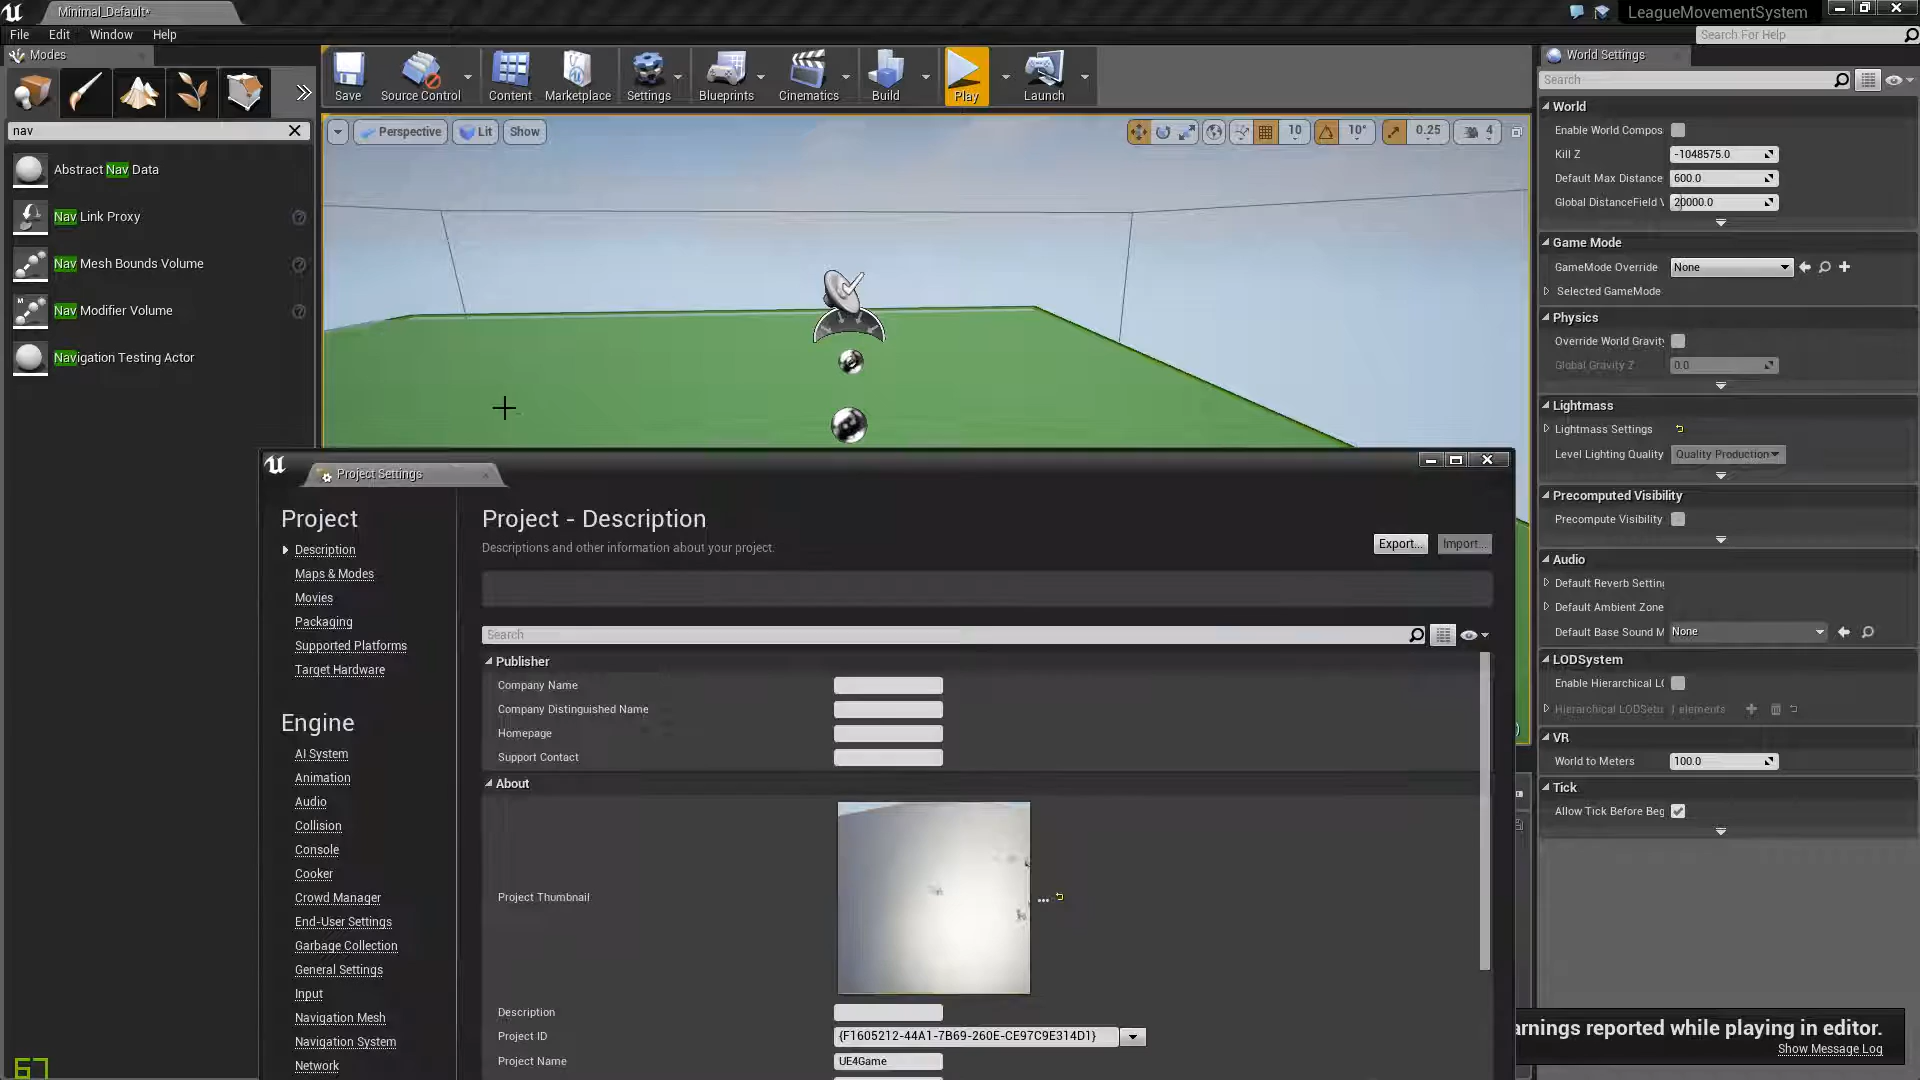 Minimal_Default*
LeagueMovementSystem
File Edit Window Help
Search For Help
Modes
nav
Abstract Nav Data
Nav Link Proxy
Nav Mesh Bounds Volume
Nav Modifier Volume
Navigation Testing Actor
Save
Source Control
Content
Marketplace
Settings
Blueprints
Cinematics
Build
Play
Launch
Perspective
Lit
Show
10
10°
0.25
4
World Settings
Search
World
Enable World Compos
Kill Z -1048575.0
Default Max Distance 600.0
Global DistanceField V 20000.0
Game Mode
GameMode Override None
Selected GameMode
Physics
Override World Gravity
Global Gravity Z 0.0
Lightmass
Lightmass Settings
Level Lighting Quality Quality Production
Precomputed Visibility
Precompute Visibility
Audio
Default Reverb Settin
Default Ambient Zone
Default Base Sound M None
LODSystem
Enable Hierarchical LO
Hierarchical LODSetu 1 elements
VR
World to Meters 100.0
Tick
Allow Tick Before Beg
Project Settings
Project
Description
Maps & Modes
Movies
Packaging
Supported Platforms
Target Hardware
Engine
AI System
Animation
Audio
Collision
Console
Cooker
Crowd Manager
End-User Settings
Garbage Collection
General Settings
Input
Navigation Mesh
Navigation System
Network
Project - Description
Descriptions and other information about your project.
Export...
Import...
Search
Publisher
Company Name
Company Distinguished Name
Homepage
Support Contact
About
Project Thumbnail
Description
Project ID {F1605212-44A1-7B69-260E-CE97C9E314D1}
Project Name UE4Game
arnings reported while playing in editor.
Show Message Log
67